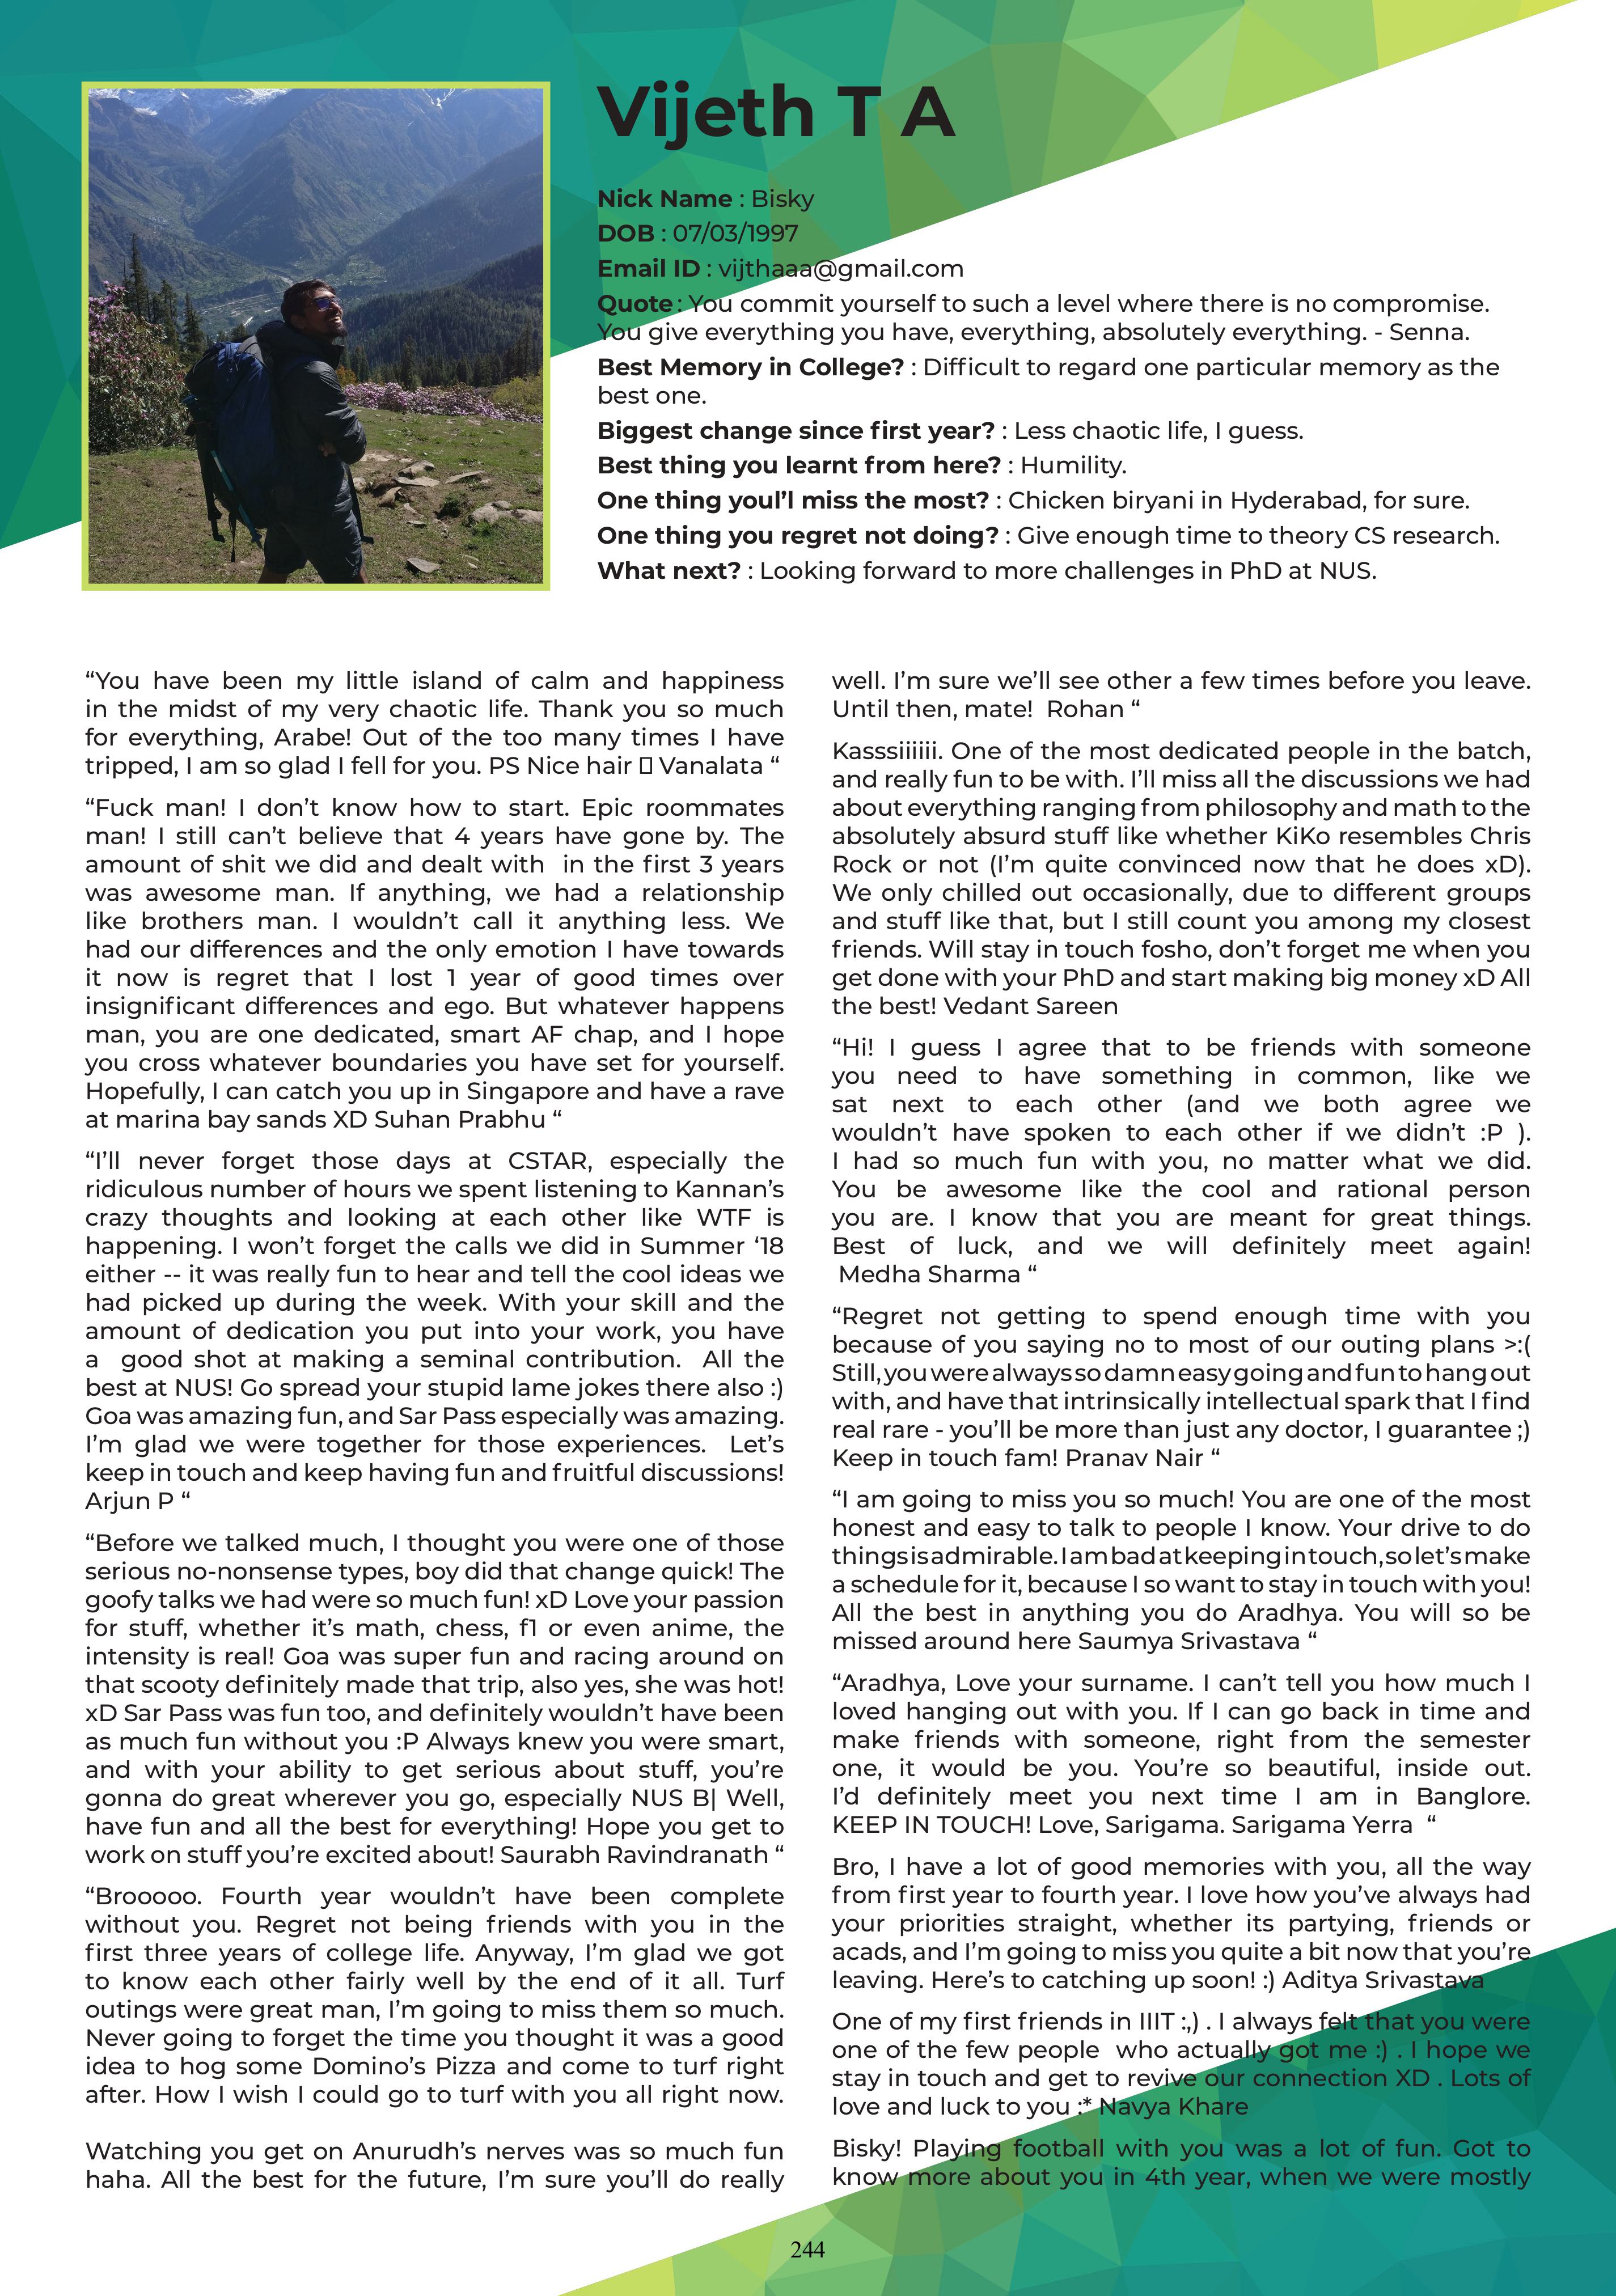 Vijeth T A
Nick Name : Bisky
DOB : 07/03/1997
Email ID : vijthaaa@gmail.com
Quote : You commit yourself to such a level where there is no compromise.
You give everything you have, everything, absolutely everything. - Senna.
Best Memory in College? : Difficult to regard one particular memory as the
best one.
Biggest change since first year? : Less chaotic life, I guess.
Best thing you learnt from here? : Humility.
One thing youl’l miss the most? : Chicken biryani in Hyderabad, for sure.
One thing you regret not doing? : Give enough time to theory CS research.
What next? : Looking forward to more challenges in PhD at NUS.
“You have been my little island of calm and happiness
in the midst of my very chaotic life. Thank you so much
for everything, Arabe! Out of the too many times I have
tripped, I am so glad I fell for you. PS Nice hair  Vanalata “
“Fuck man! I don’t know how to start. Epic roommates
man! I still can’t believe that 4 years have gone by. The
amount of shit we did and dealt with in the first 3 years
was awesome man. If anything, we had a relationship
like brothers man. I wouldn’t call it anything less. We
had our differences and the only emotion I have towards
it now is regret that I lost 1 year of good times over
insignificant differences and ego. But whatever happens
man, you are one dedicated, smart AF chap, and I hope
you cross whatever boundaries you have set for yourself.
Hopefully, I can catch you up in Singapore and have a rave
at marina bay sands XD Suhan Prabhu “
“I’ll never forget those days at CSTAR, especially the
ridiculous number of hours we spent listening to Kannan’s
crazy thoughts and looking at each other like WTF is
happening. I won’t forget the calls we did in Summer ‘18
either -- it was really fun to hear and tell the cool ideas we
had picked up during the week. With your skill and the
amount of dedication you put into your work, you have
a good shot at making a seminal contribution. All the
best at NUS! Go spread your stupid lame jokes there also :)
Goa was amazing fun, and Sar Pass especially was amazing.
I’m glad we were together for those experiences. Let’s
keep in touch and keep having fun and fruitful discussions!
Arjun P “
“Before we talked much, I thought you were one of those
serious no-nonsense types, boy did that change quick! The
goofy talks we had were so much fun! xD Love your passion
for stuff, whether it’s math, chess, f1 or even anime, the
intensity is real! Goa was super fun and racing around on
that scooty definitely made that trip, also yes, she was hot!
xD Sar Pass was fun too, and definitely wouldn’t have been
as much fun without you :P Always knew you were smart,
and with your ability to get serious about stuff, you’re
gonna do great wherever you go, especially NUS B| Well,
have fun and all the best for everything! Hope you get to
work on stuff you’re excited about! Saurabh Ravindranath “
“Brooooo. Fourth year wouldn’t have been complete
without you. Regret not being friends with you in the
first three years of college life. Anyway, I’m glad we got
to know each other fairly well by the end of it all. Turf
outings were great man, I’m going to miss them so much.
Never going to forget the time you thought it was a good
idea to hog some Domino’s Pizza and come to turf right
after. How I wish I could go to turf with you all right now.
Watching you get on Anurudh’s nerves was so much fun
haha. All the best for the future, I’m sure you’ll do really
well. I’m sure we’ll see other a few times before you leave.
Until then, mate! Rohan “
Kasssiiiiii. One of the most dedicated people in the batch,
and really fun to be with. I’ll miss all the discussions we had
about everything ranging from philosophy and math to the
absolutely absurd stuff like whether KiKo resembles Chris
Rock or not (I’m quite convinced now that he does xD).
We only chilled out occasionally, due to different groups
and stuff like that, but I still count you among my closest
friends. Will stay in touch fosho, don’t forget me when you
get done with your PhD and start making big money xD All
the best! Vedant Sareen
“Hi! I guess I agree that to be friends with someone
you need to have something in common, like we
sat next to each other (and we both agree we
wouldn’t have spoken to each other if we didn’t :P ).
I had so much fun with you, no matter what we did.
You be awesome like the cool and rational person
you are. I know that you are meant for great things.
Best of luck, and we will definitely meet again!
Medha Sharma “
“Regret not getting to spend enough time with you
because of you saying no to most of our outing plans >:(
Still, you were always so damn easy going and fun to hang out
with, and have that intrinsically intellectual spark that I find
real rare - you’ll be more than just any doctor, I guarantee ;)
Keep in touch fam! Pranav Nair “
“I am going to miss you so much! You are one of the most
honest and easy to talk to people I know. Your drive to do
things is admirable. I am bad at keeping in touch, so let’s make
a schedule for it, because I so want to stay in touch with you!
All the best in anything you do Aradhya. You will so be
missed around here Saumya Srivastava “
“Aradhya, Love your surname. I can’t tell you how much I
loved hanging out with you. If I can go back in time and
make friends with someone, right from the semester
one, it would be you. You’re so beautiful, inside out.
I’d definitely meet you next time I am in Banglore.
KEEP IN TOUCH! Love, Sarigama. Sarigama Yerra “
Bro, I have a lot of good memories with you, all the way
from first year to fourth year. I love how you’ve always had
your priorities straight, whether its partying, friends or
acads, and I’m going to miss you quite a bit now that you’re
leaving. Here’s to catching up soon! :) Aditya Srivastava
One of my first friends in IIIT :,) . I always felt that you were
one of the few people who actually got me :) . I hope we
stay in touch and get to revive our connection XD . Lots of
love and luck to you :* Navya Khare
Bisky! Playing football with you was a lot of fun. Got to
know more about you in 4th year, when we were mostly
244